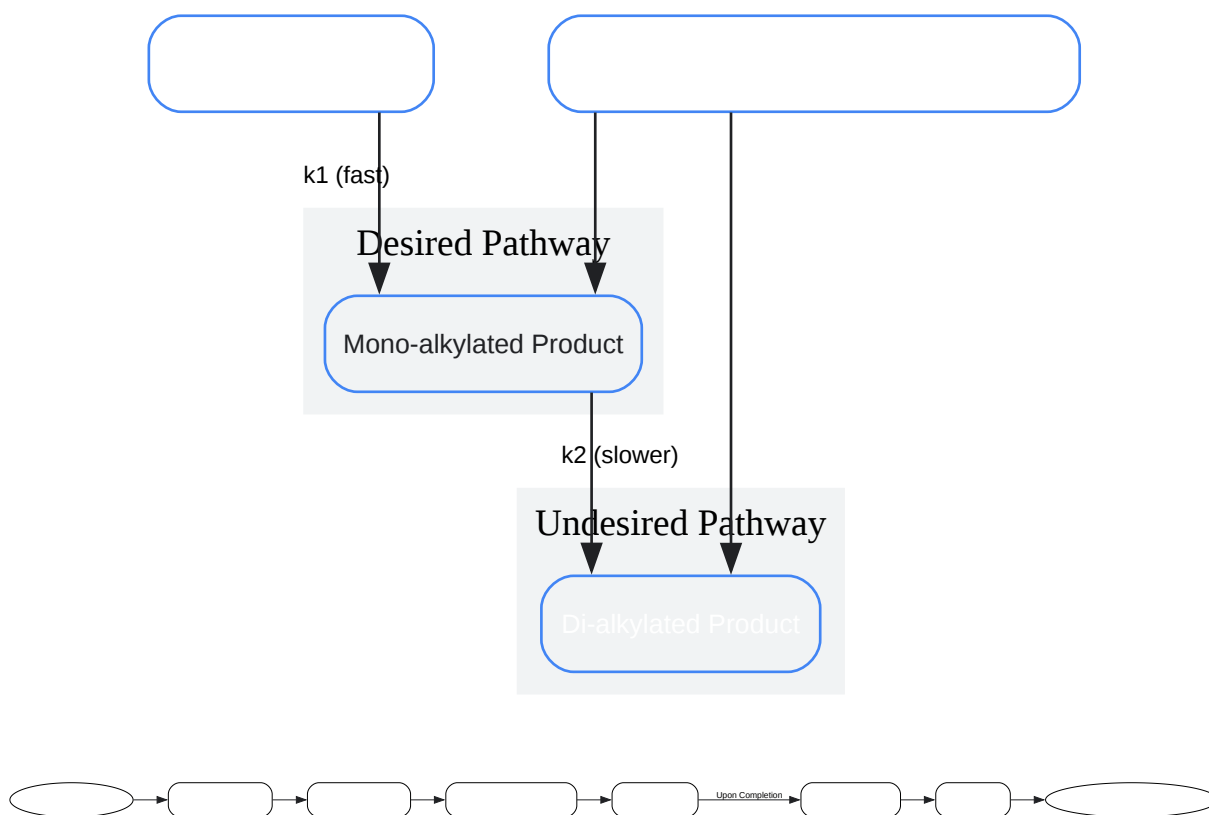 k1 (fast)
Desired Pathway
Mono-alkylated Product
k2 (slower)
Undesired Pathway
Di-alkylated Product
Upon Completion